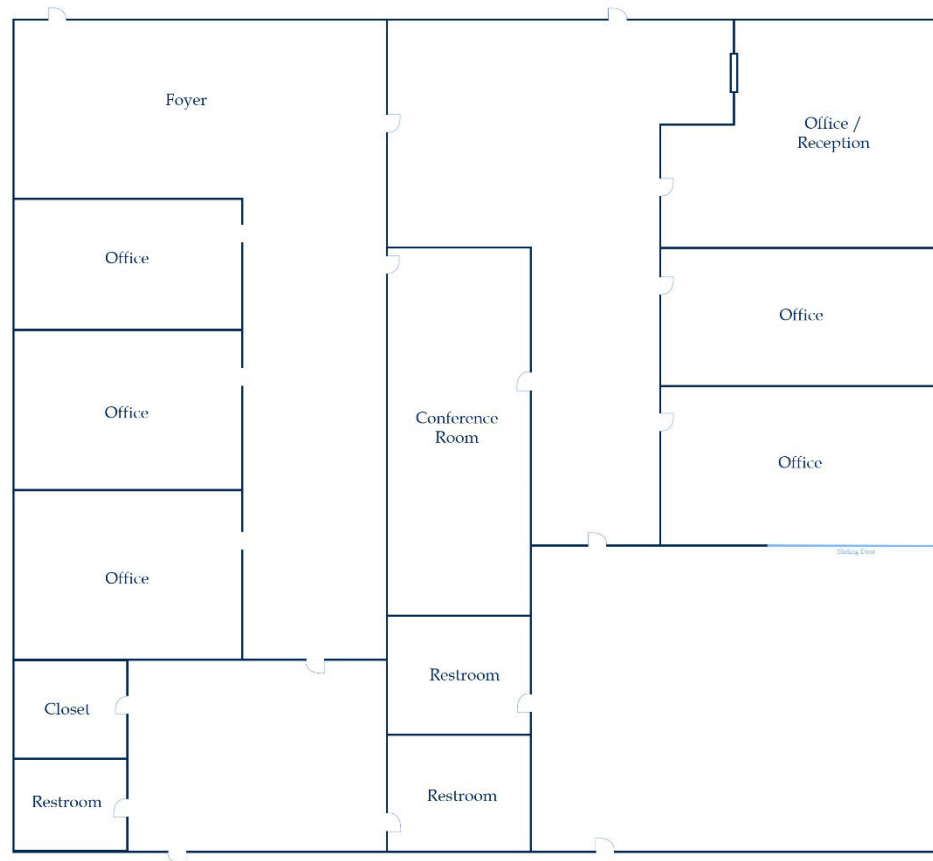 Foyer
Office /
Reception
Office
Office
Office
Conference
Room
Office
Sliding Door
Office
Restroom
Closet
Restroom
Restroom